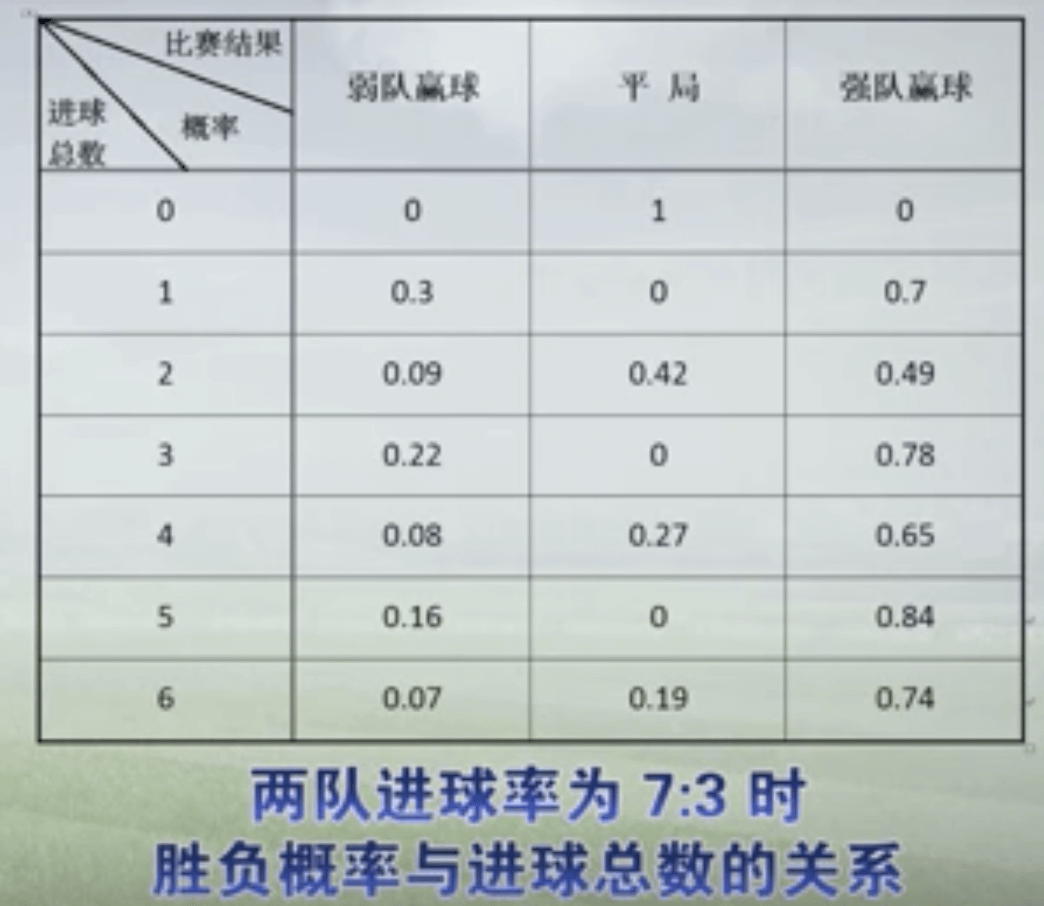 比赛结果
概率
进球
总数
弱队赢球 平 局 强队赢球
0 0 1 0
1 0.3 0 0.7
2 0.09 0.42 0.49
3 0.22 0 0.78
4 0.08 0.27 0.65
5 0.16 0 0.84
6 0.07 0.19 0.74
两队进球率为 7:3 时
胜负概率与进球总数的关系